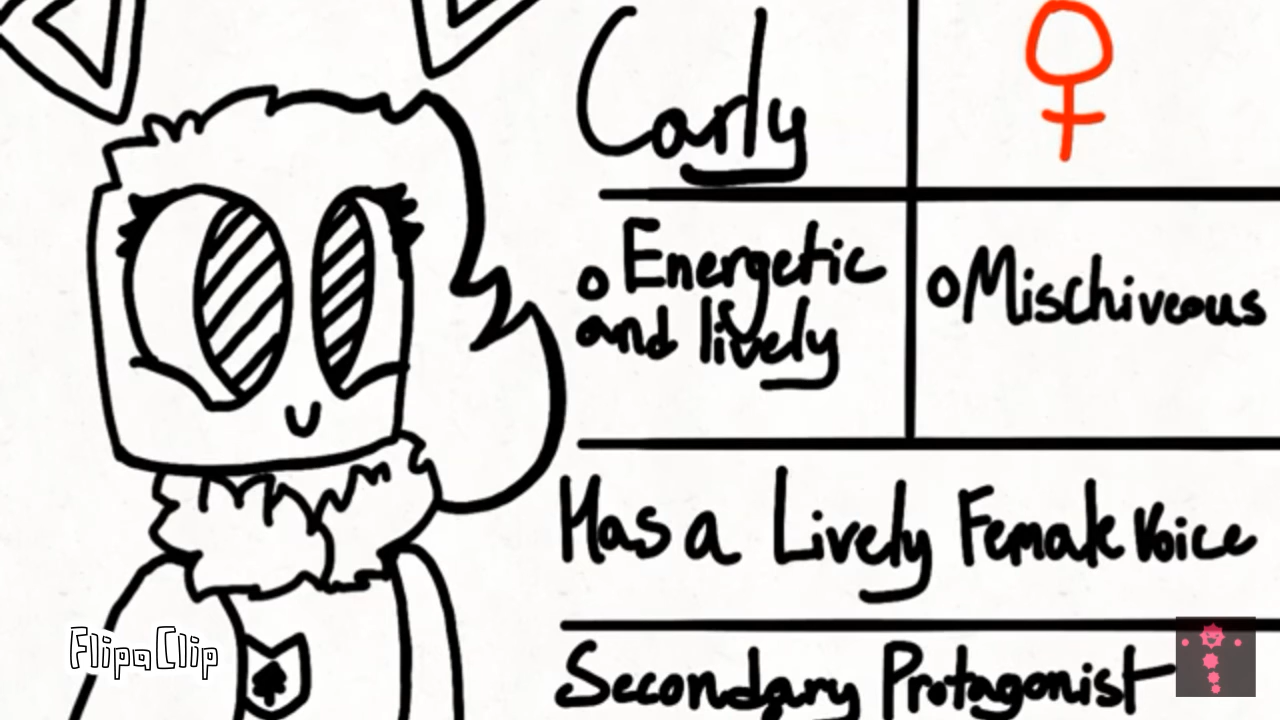 Carly
o Energetic
and lively
o Mischiveous
Has a Lively Female Voice
Secondary Protagonist
FlipaClip